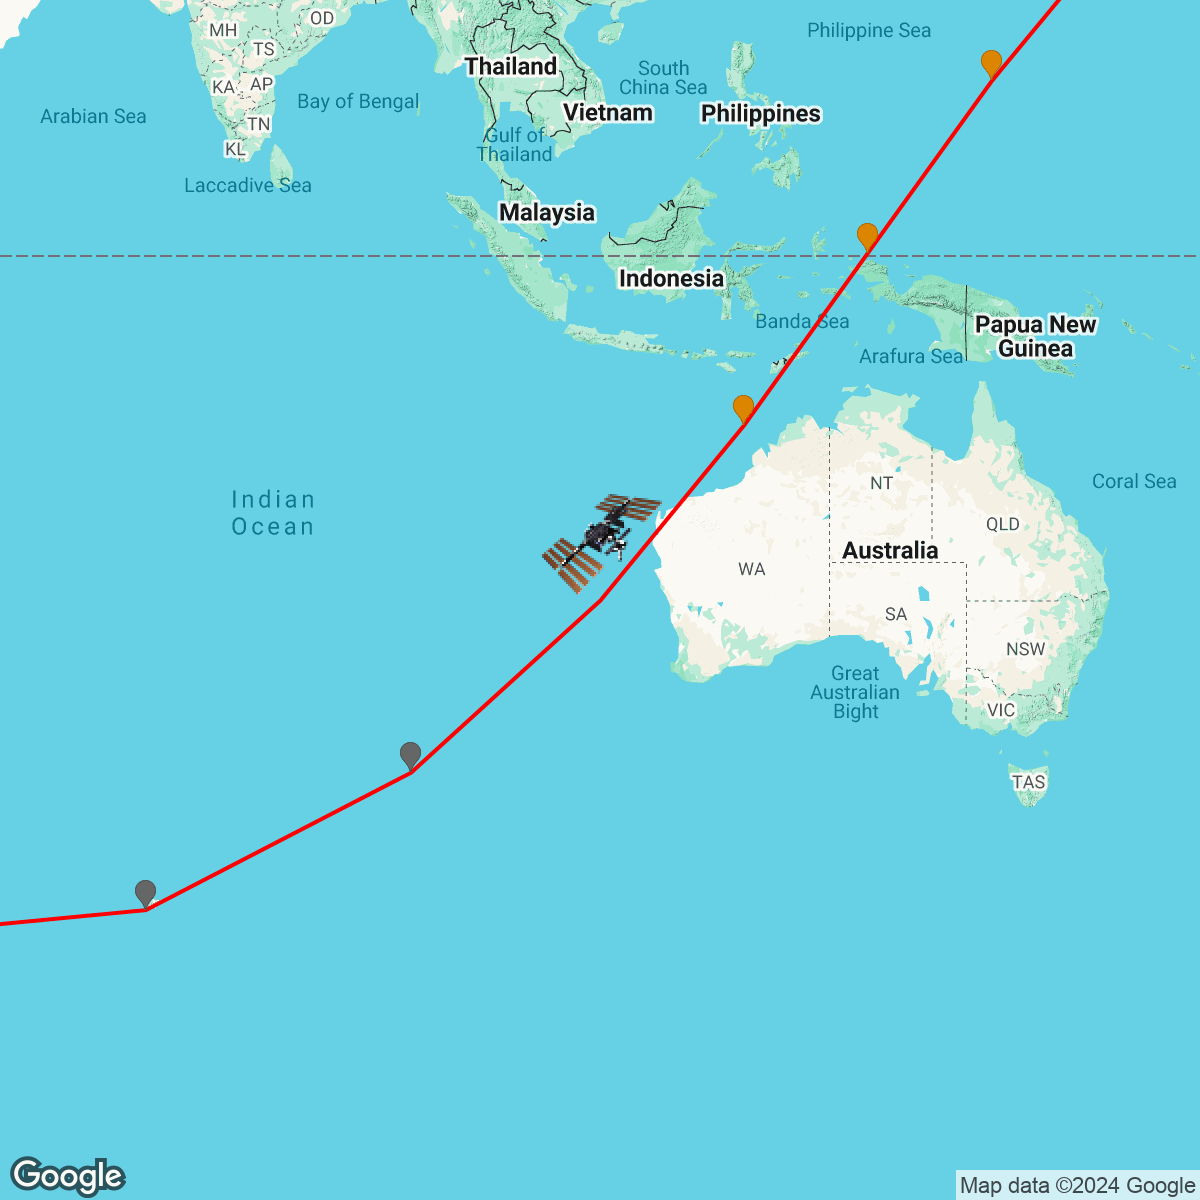 OD
MH
Philippine Sea
TS
Thailand
South
China Sea
KA
AP
Bay of Bengal
Arabian Sea
Vietnam
Philippines
TN
Gulf of
Thailand
KL
Laccadive Sea
Malaysia
Indonesia
Banda Sea
Papua New
Guinea
Arafura Sea
Coral Sea
NT
Indian
Ocean
QLD
Australia
WA
SA
NSW
Great
Australian
Bight
VIC
TAS
Google
Map data ©2024 Google